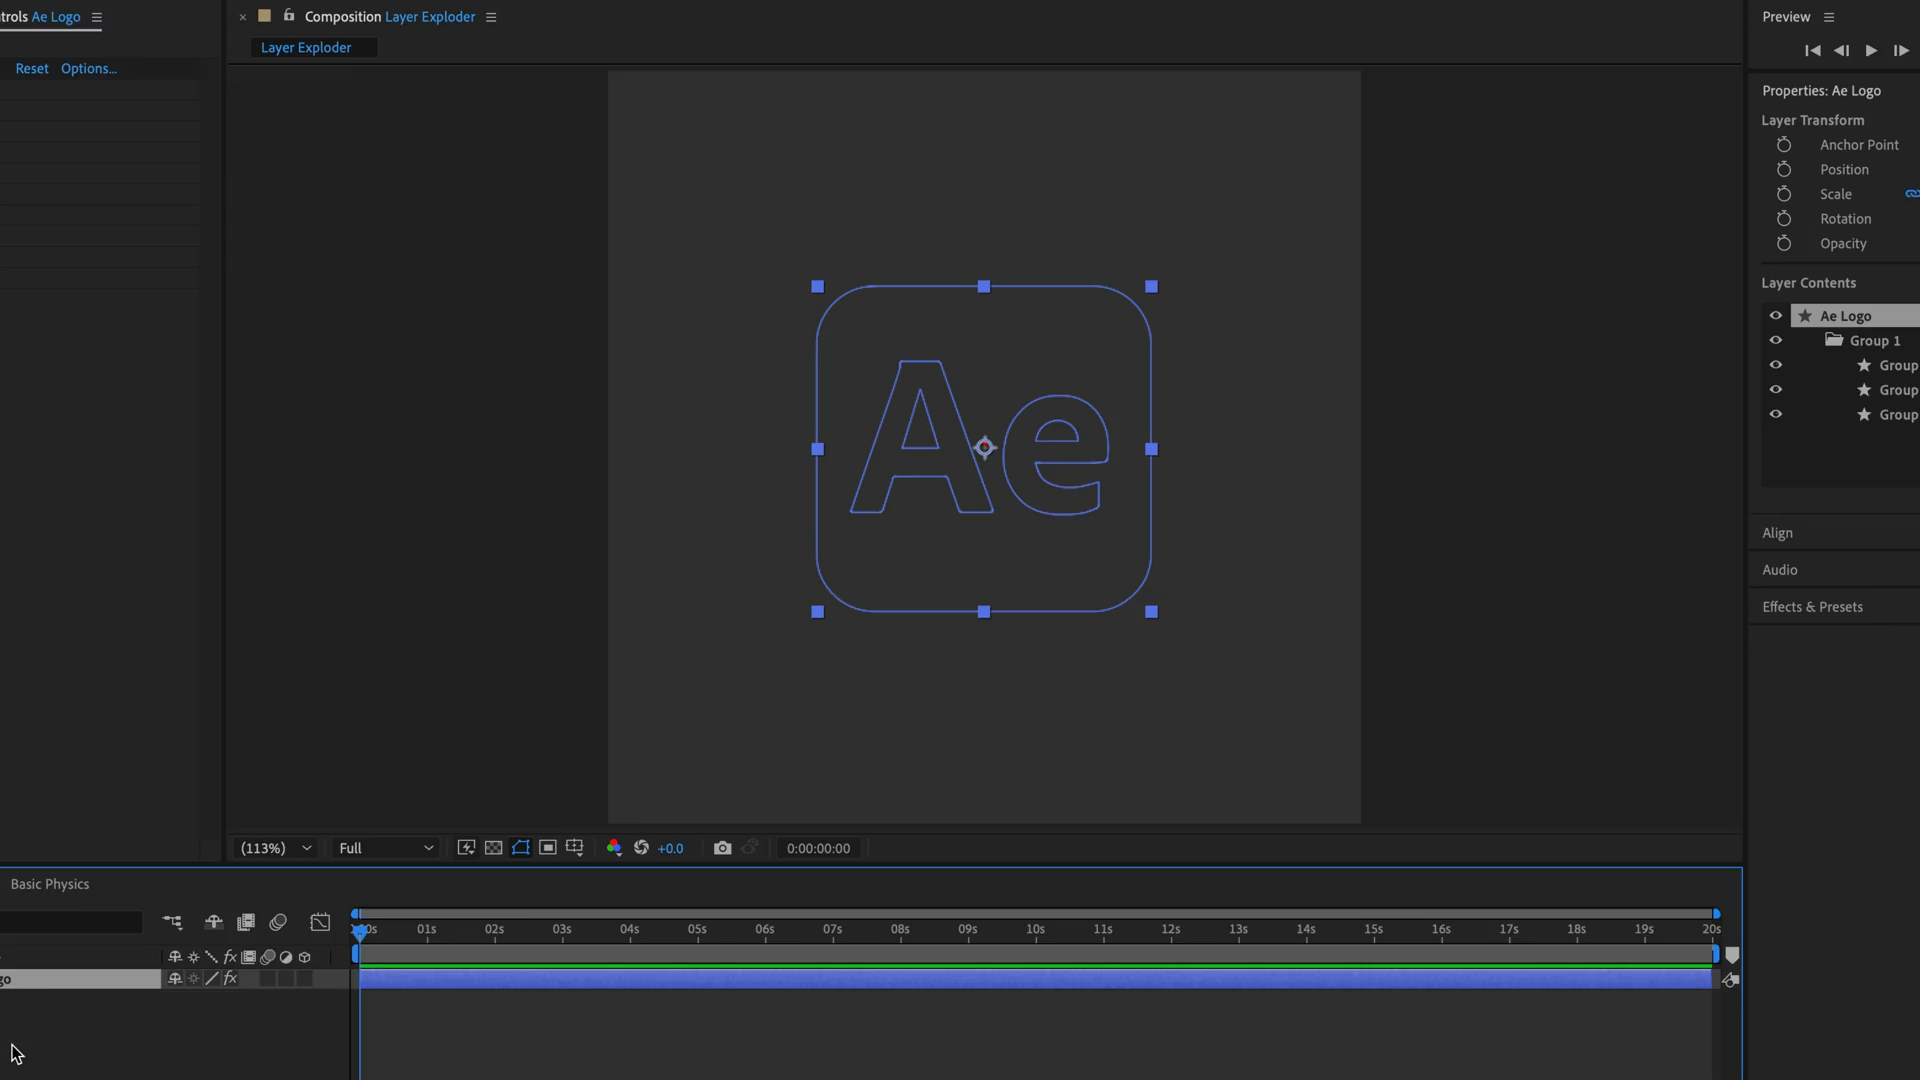 ntrols Ae Logo
Composition Layer Exploder
Preview
Layer Exploder
Reset Options...
Properties: Ae Logo
Layer Transform
Anchor Point
Position
Scale
Rotation
Opacity
Layer Contents
Ae Logo
Group 1
Group
Group
Group
Ae
Align
Audio
Effects & Presets
(113%) Full +0.0 0:00:00:00
Basic Physics
0s 01s 02s 03s 04s 05s 06s 07s 08s 09s 10s 11s 12s 13s 14s 15s 16s 17s 18s 19s 20s
fx
go fx